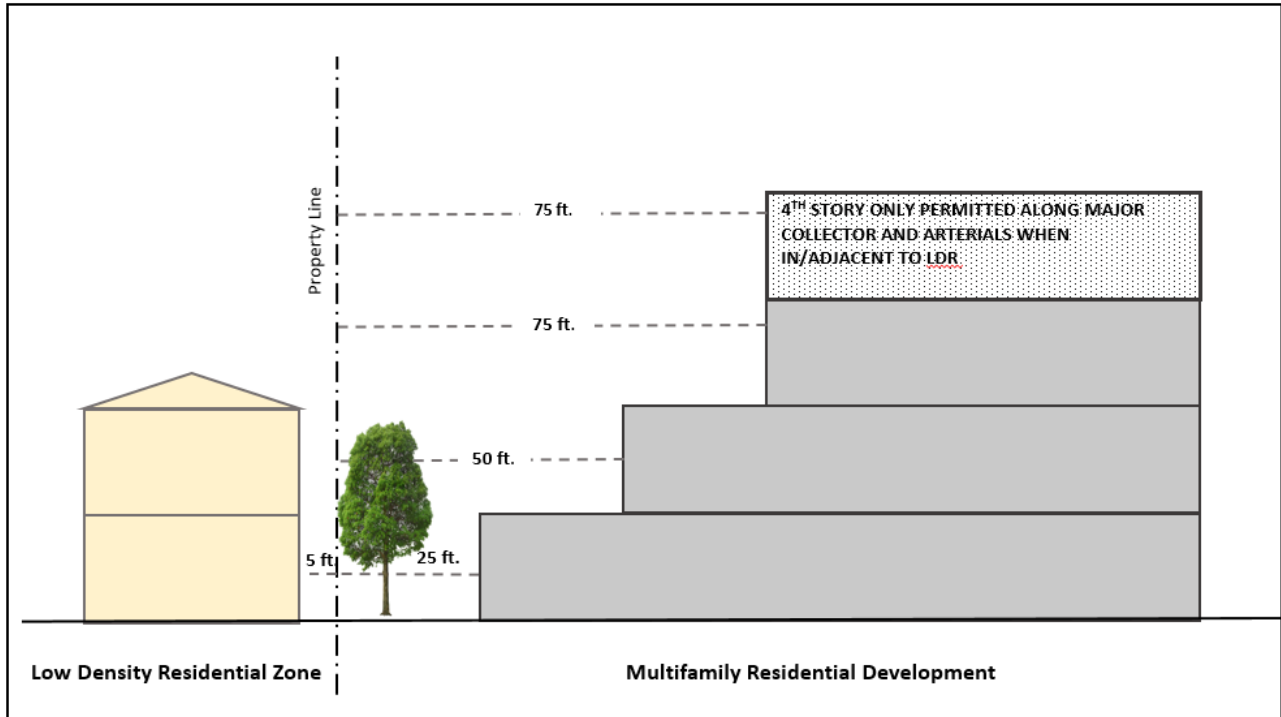 Property Line
75 ft.
4TH STORY ONLY PERMITTED ALONG MAJOR
COLLECTOR AND ARTERIALS WHEN
IN/ADJACENT TO LDR
75 ft.
50 ft.
5 ft.
25 ft.
Low Density Residential Zone
Multifamily Residential Development